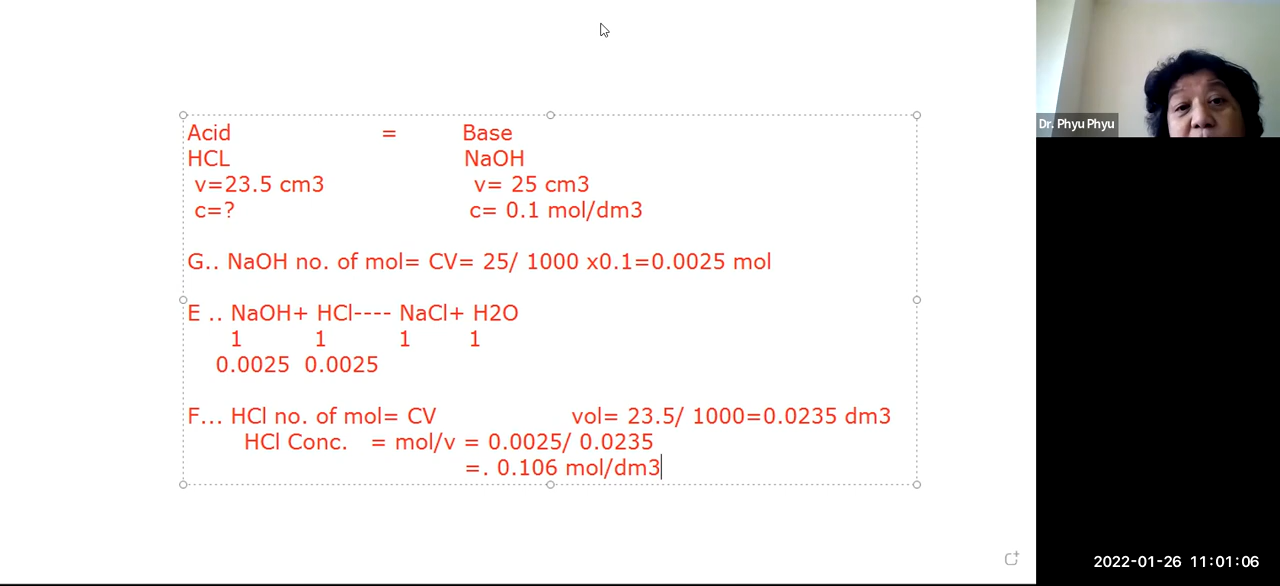 Acid = Base
HCL NaOH
v=23.5 cm3 v= 25 cm3
c=? c= 0.1 mol/dm3
G.. NaOH no. of mol= CV= 25/ 1000 x0.1=0.0025 mol
E .. NaOH+ HCl---- NaCl+ H2O
1 1 1 1
0.0025 0.0025
F... HCl no. of mol= CV vol= 23.5/ 1000=0.0235 dm3
HCl Conc. = mol/v = 0.0025/ 0.0235
=. 0.106 mol/dm3
Dr. Phyu Phyu
2022-01-26 11:01:06